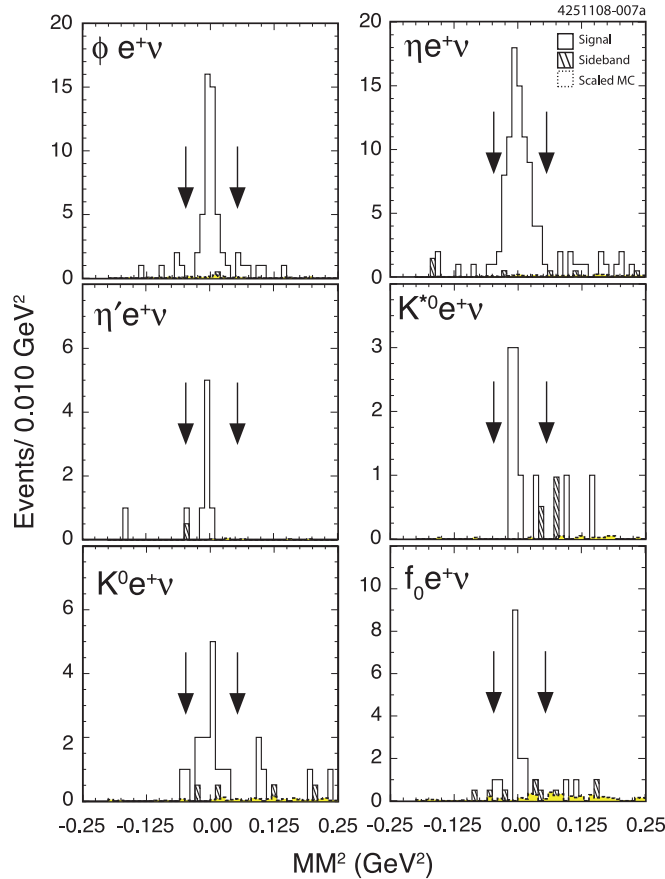 4251108-007a
ϕ e⁺ν
ηe⁺ν
Signal
Sideband
Scaled MC
20
15
10
5
0
20
15
10
5
0
η′e⁺ν
K*⁰e⁺ν
6
4
2
0
3
2
1
0
K⁰e⁺ν
f₀e⁺ν
6
4
2
0
10
8
6
4
2
0
-0.25 -0.125 0.00 0.125 0.25
-0.25 -0.125 0.00 0.125 0.25
Events/ 0.010 GeV²
MM² (GeV²)